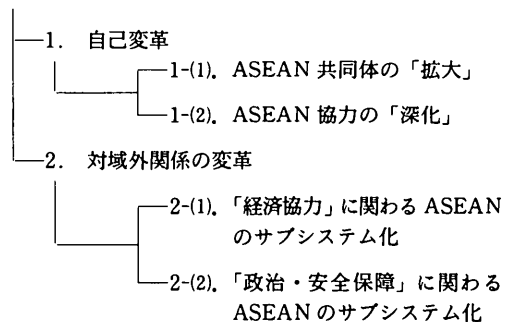 1. 自己変革
1-(1). ASEAN 共同体の「拡大」
1-(2). ASEAN 協力の「深化」
2. 対域外関係の変革
2-(1). 「経済協力」に関わる ASEAN
のサブシステム化
2-(2). 「政治・安全保障」に関わる
ASEAN のサブシステム化